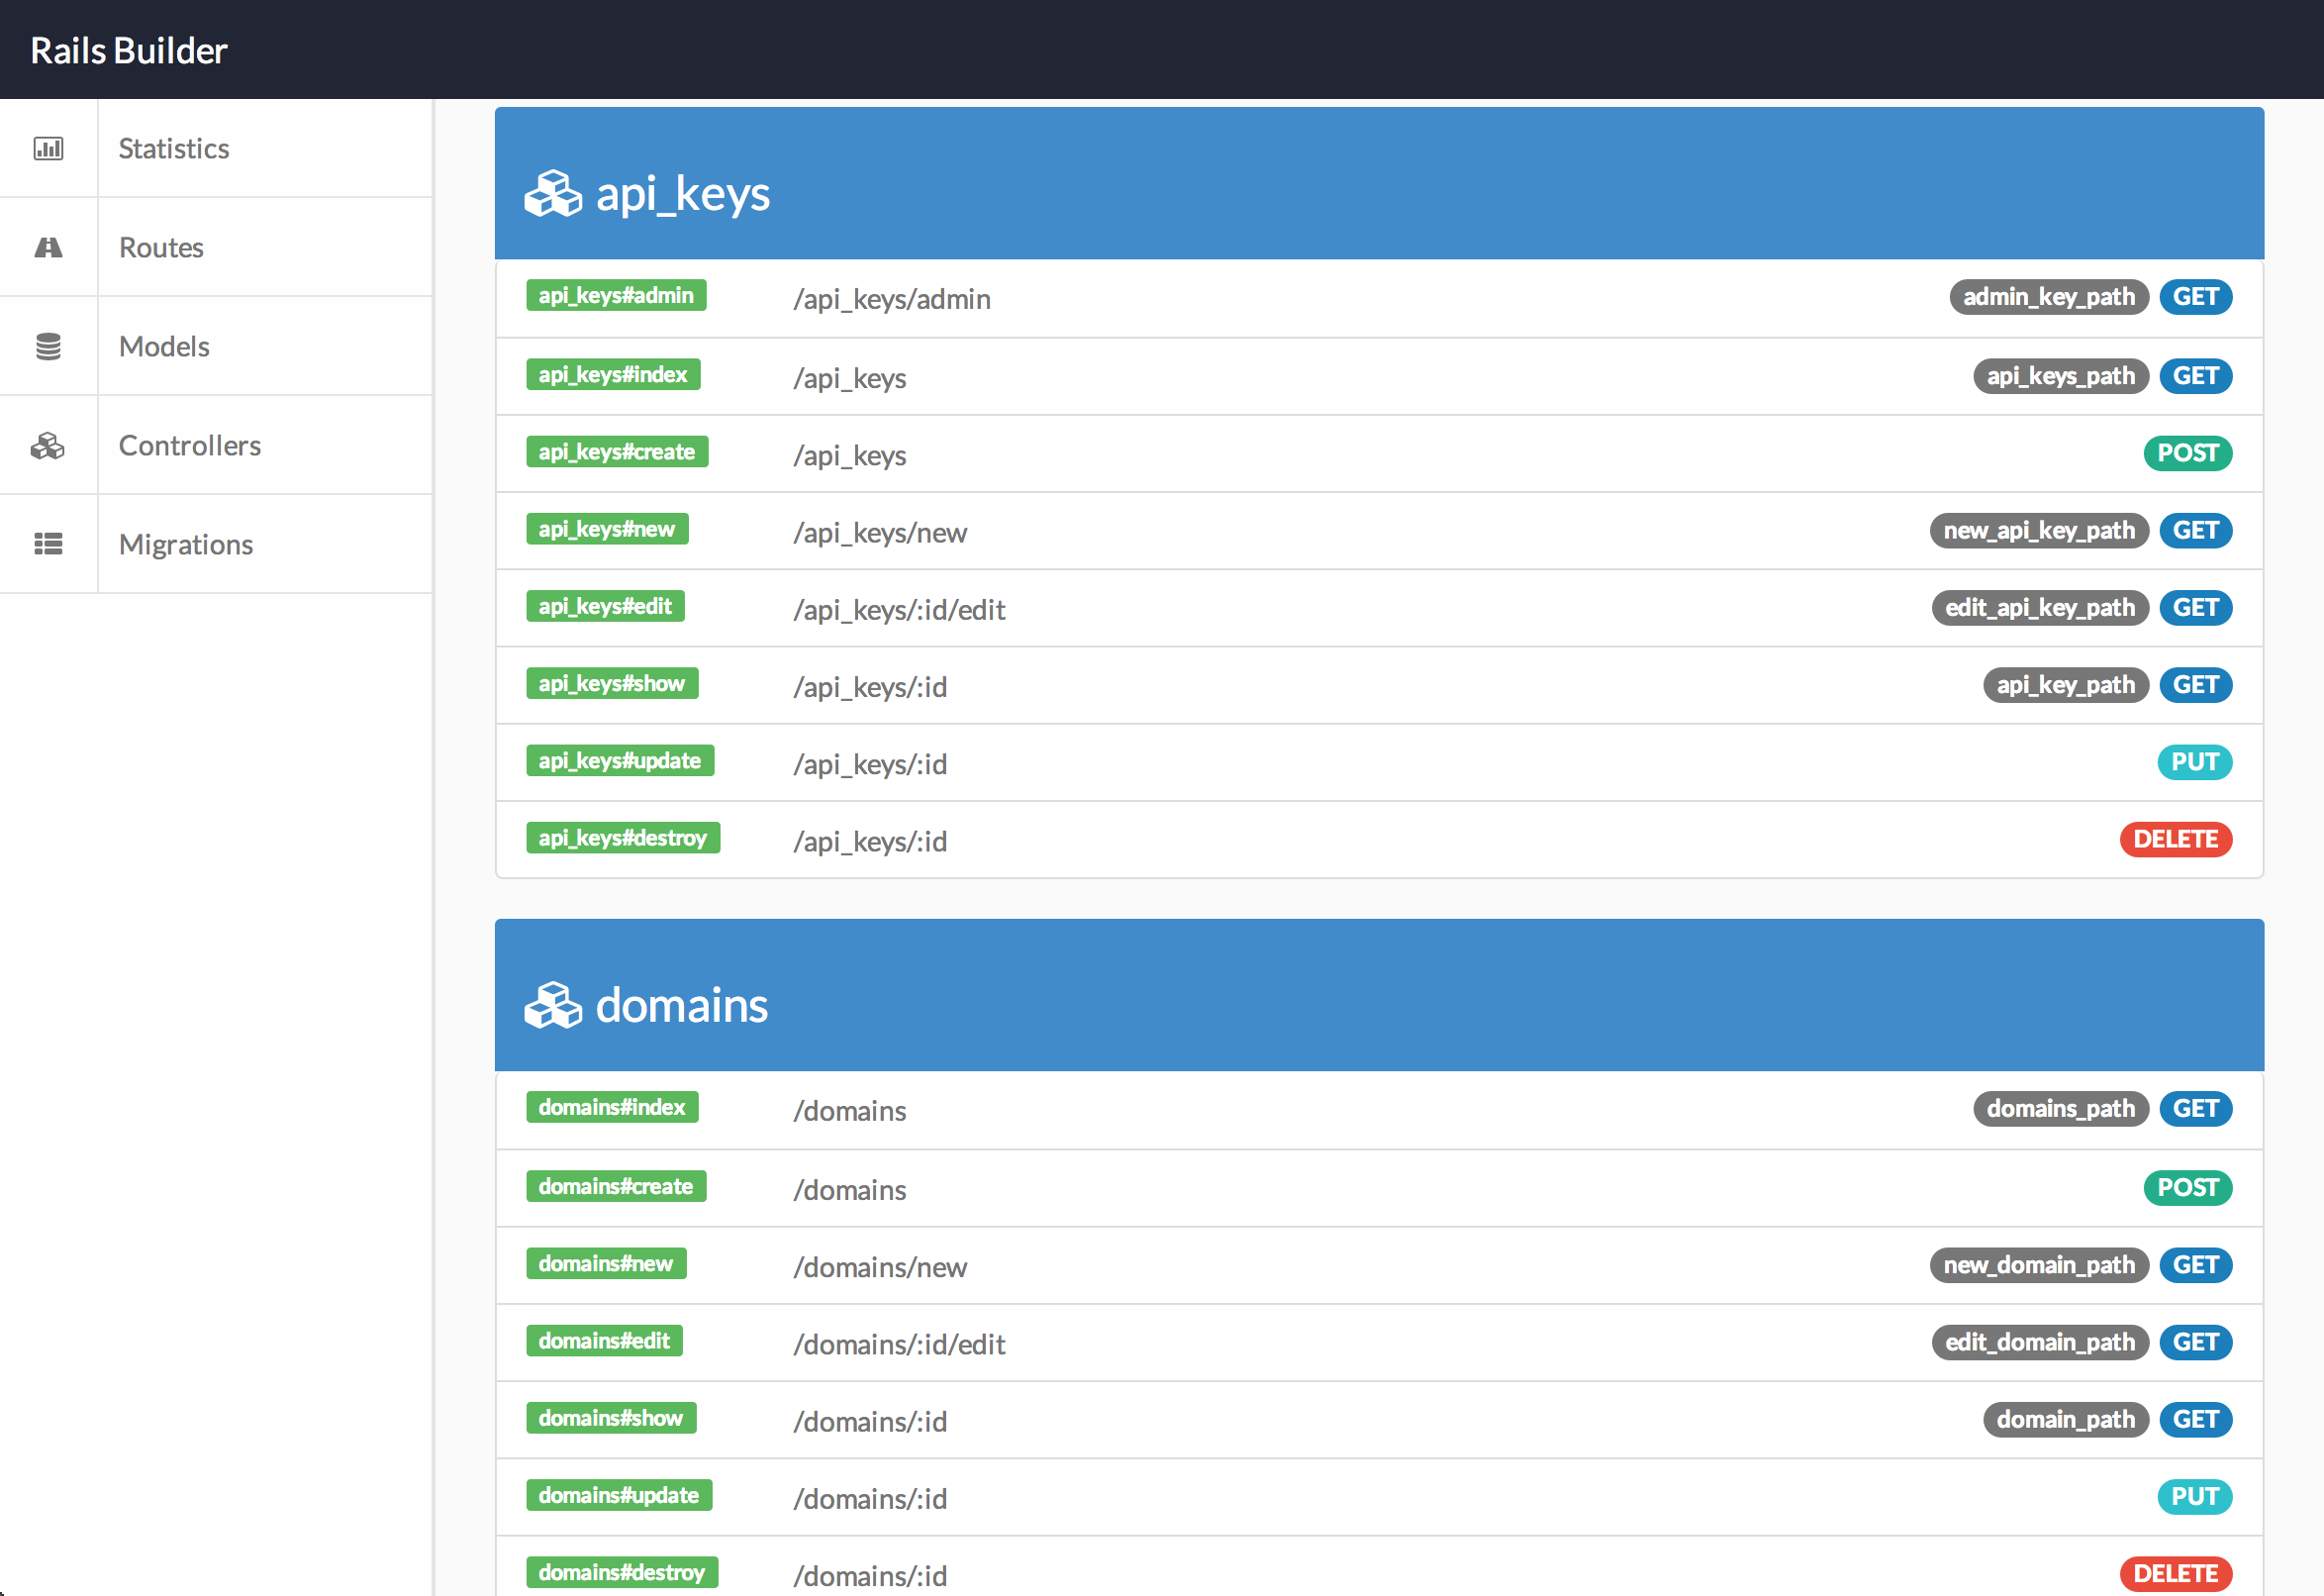 Rails Builder
Statistics
Routes
Models
Controllers
Migrations
api_keys
api_keys#admin /api_keys/admin admin_key_path GET
api_keys#index /api_keys api_keys_path GET
api_keys#create /api_keys POST
api_keys#new /api_keys/new new_api_key_path GET
api_keys#edit /api_keys/:id/edit edit_api_key_path GET
api_keys#show /api_keys/:id api_key_path GET
api_keys#update /api_keys/:id PUT
api_keys#destroy /api_keys/:id DELETE
domains
domains#index /domains domains_path GET
domains#create /domains POST
domains#new /domains/new new_domain_path GET
domains#edit /domains/:id/edit edit_domain_path GET
domains#show /domains/:id domain_path GET
domains#update /domains/:id PUT
domains#destroy /domains/:id DELETE